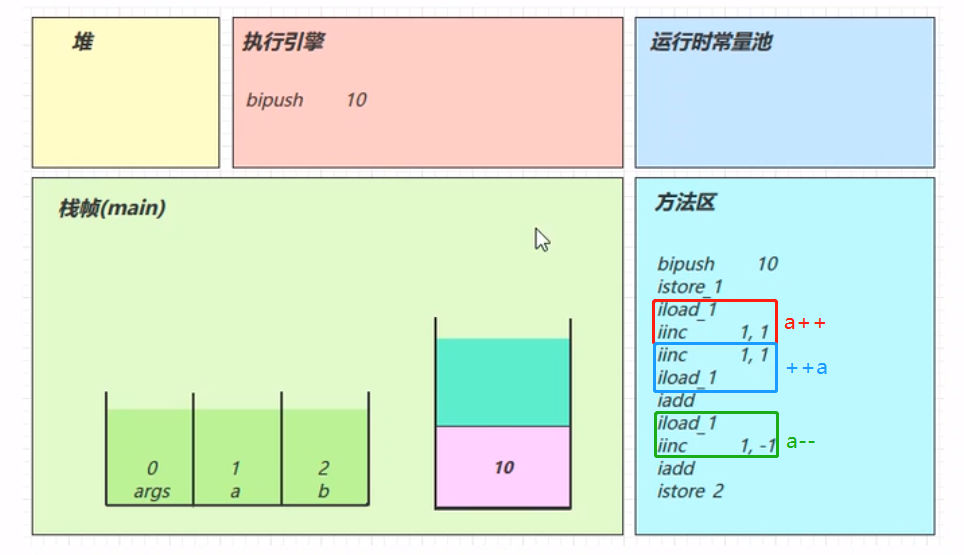 堆
执行引擎
bipush 10
运行时常量池
栈帧(main)
0 1 2
args a b
10
方法区
bipush 10
istore_1
iload_1
iinc 1, 1
a++
iinc 1, 1
iload_1
++a
iadd
iload_1
iinc 1, -1
a--
iadd
istore 2